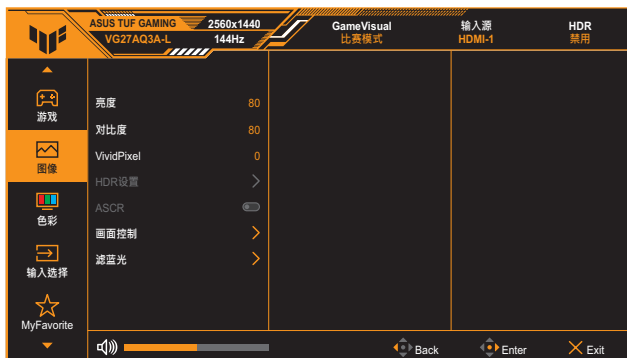 ASUS TUF GAMING 2560x1440 GameVisual 输入源 HDR
VG27AQ3A-L 144Hz 比赛模式 HDMI-1 禁用
游戏
图像
色彩
输入选择
MyFavorite
亮度 80
对比度 80
VividPixel 0
HDR设置
ASCR
画面控制
滤蓝光
Back Enter Exit